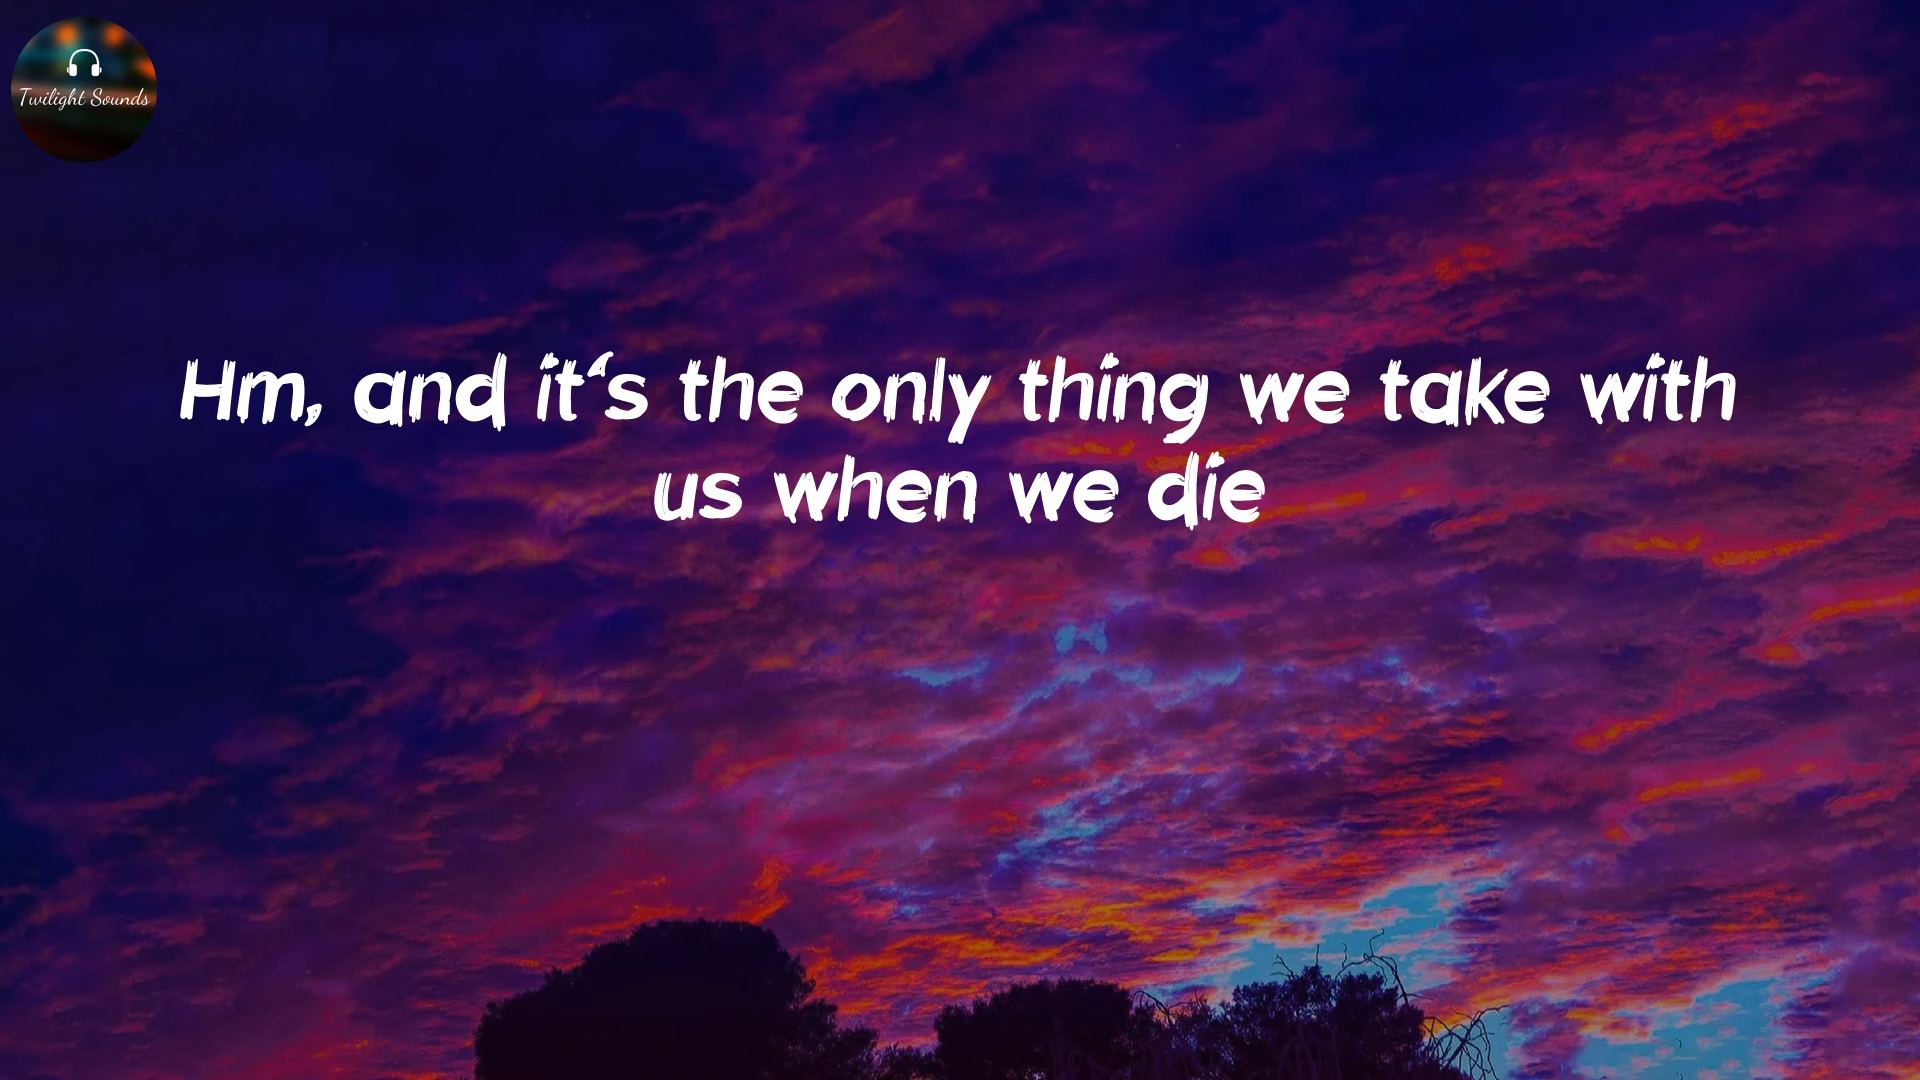 Twilight Sounds
Hm, and it‘s the only thing we take with
us when we die